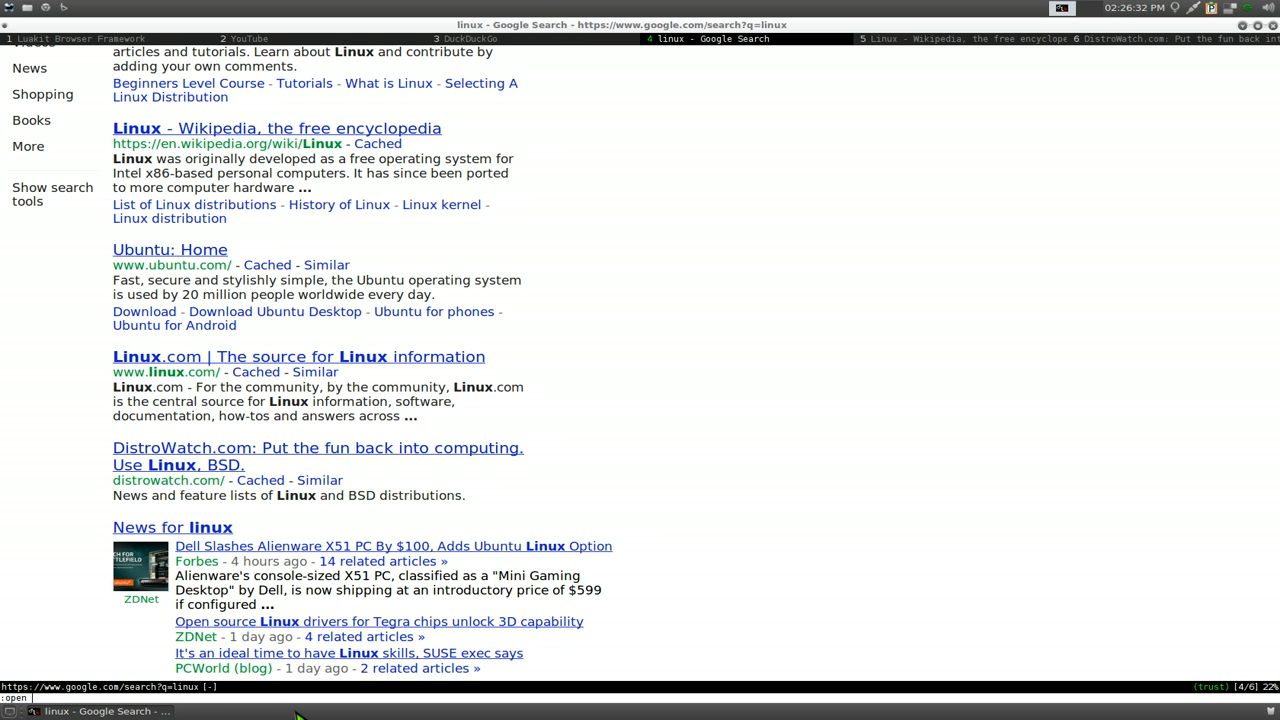 02:26:32 PM
linux - Google Search - https://www.google.com/search?q=linux
1 Luakit Browser Framework
2 YouTube
3 DuckDuckGo
4 linux - Google Search
5 Linux - Wikipedia, the free encyclope
6 DistroWatch.com: Put the fun back int
News
Shopping
Books
More
Show search
tools
articles and tutorials. Learn about Linux and contribute by
adding your own comments.
Beginners Level Course - Tutorials - What is Linux - Selecting A
Linux Distribution
Linux - Wikipedia, the free encyclopedia
https://en.wikipedia.org/wiki/Linux - Cached
Linux was originally developed as a free operating system for
Intel x86-based personal computers. It has since been ported
to more computer hardware ...
List of Linux distributions - History of Linux - Linux kernel -
Linux distribution
Ubuntu: Home
www.ubuntu.com/ - Cached - Similar
Fast, secure and stylishly simple, the Ubuntu operating system
is used by 20 million people worldwide every day.
Download - Download Ubuntu Desktop - Ubuntu for phones -
Ubuntu for Android
Linux.com | The source for Linux information
www.linux.com/ - Cached - Similar
Linux.com - For the community, by the community, Linux.com
is the central source for Linux information, software,
documentation, how-tos and answers across ...
DistroWatch.com: Put the fun back into computing.
Use Linux, BSD.
distrowatch.com/ - Cached - Similar
News and feature lists of Linux and BSD distributions.
News for linux
Dell Slashes Alienware X51 PC By $100, Adds Ubuntu Linux Option
Forbes - 4 hours ago - 14 related articles »
Alienware's console-sized X51 PC, classified as a "Mini Gaming
Desktop" by Dell, is now shipping at an introductory price of $599
if configured ...
ZDNet
Open source Linux drivers for Tegra chips unlock 3D capability
ZDNet - 1 day ago - 4 related articles »
It's an ideal time to have Linux skills, SUSE exec says
PCWorld (blog) - 1 day ago - 2 related articles »
https://www.google.com/search?q=linux [-]
(trust) [4/6] 22%
:open
linux - Google Search - ...